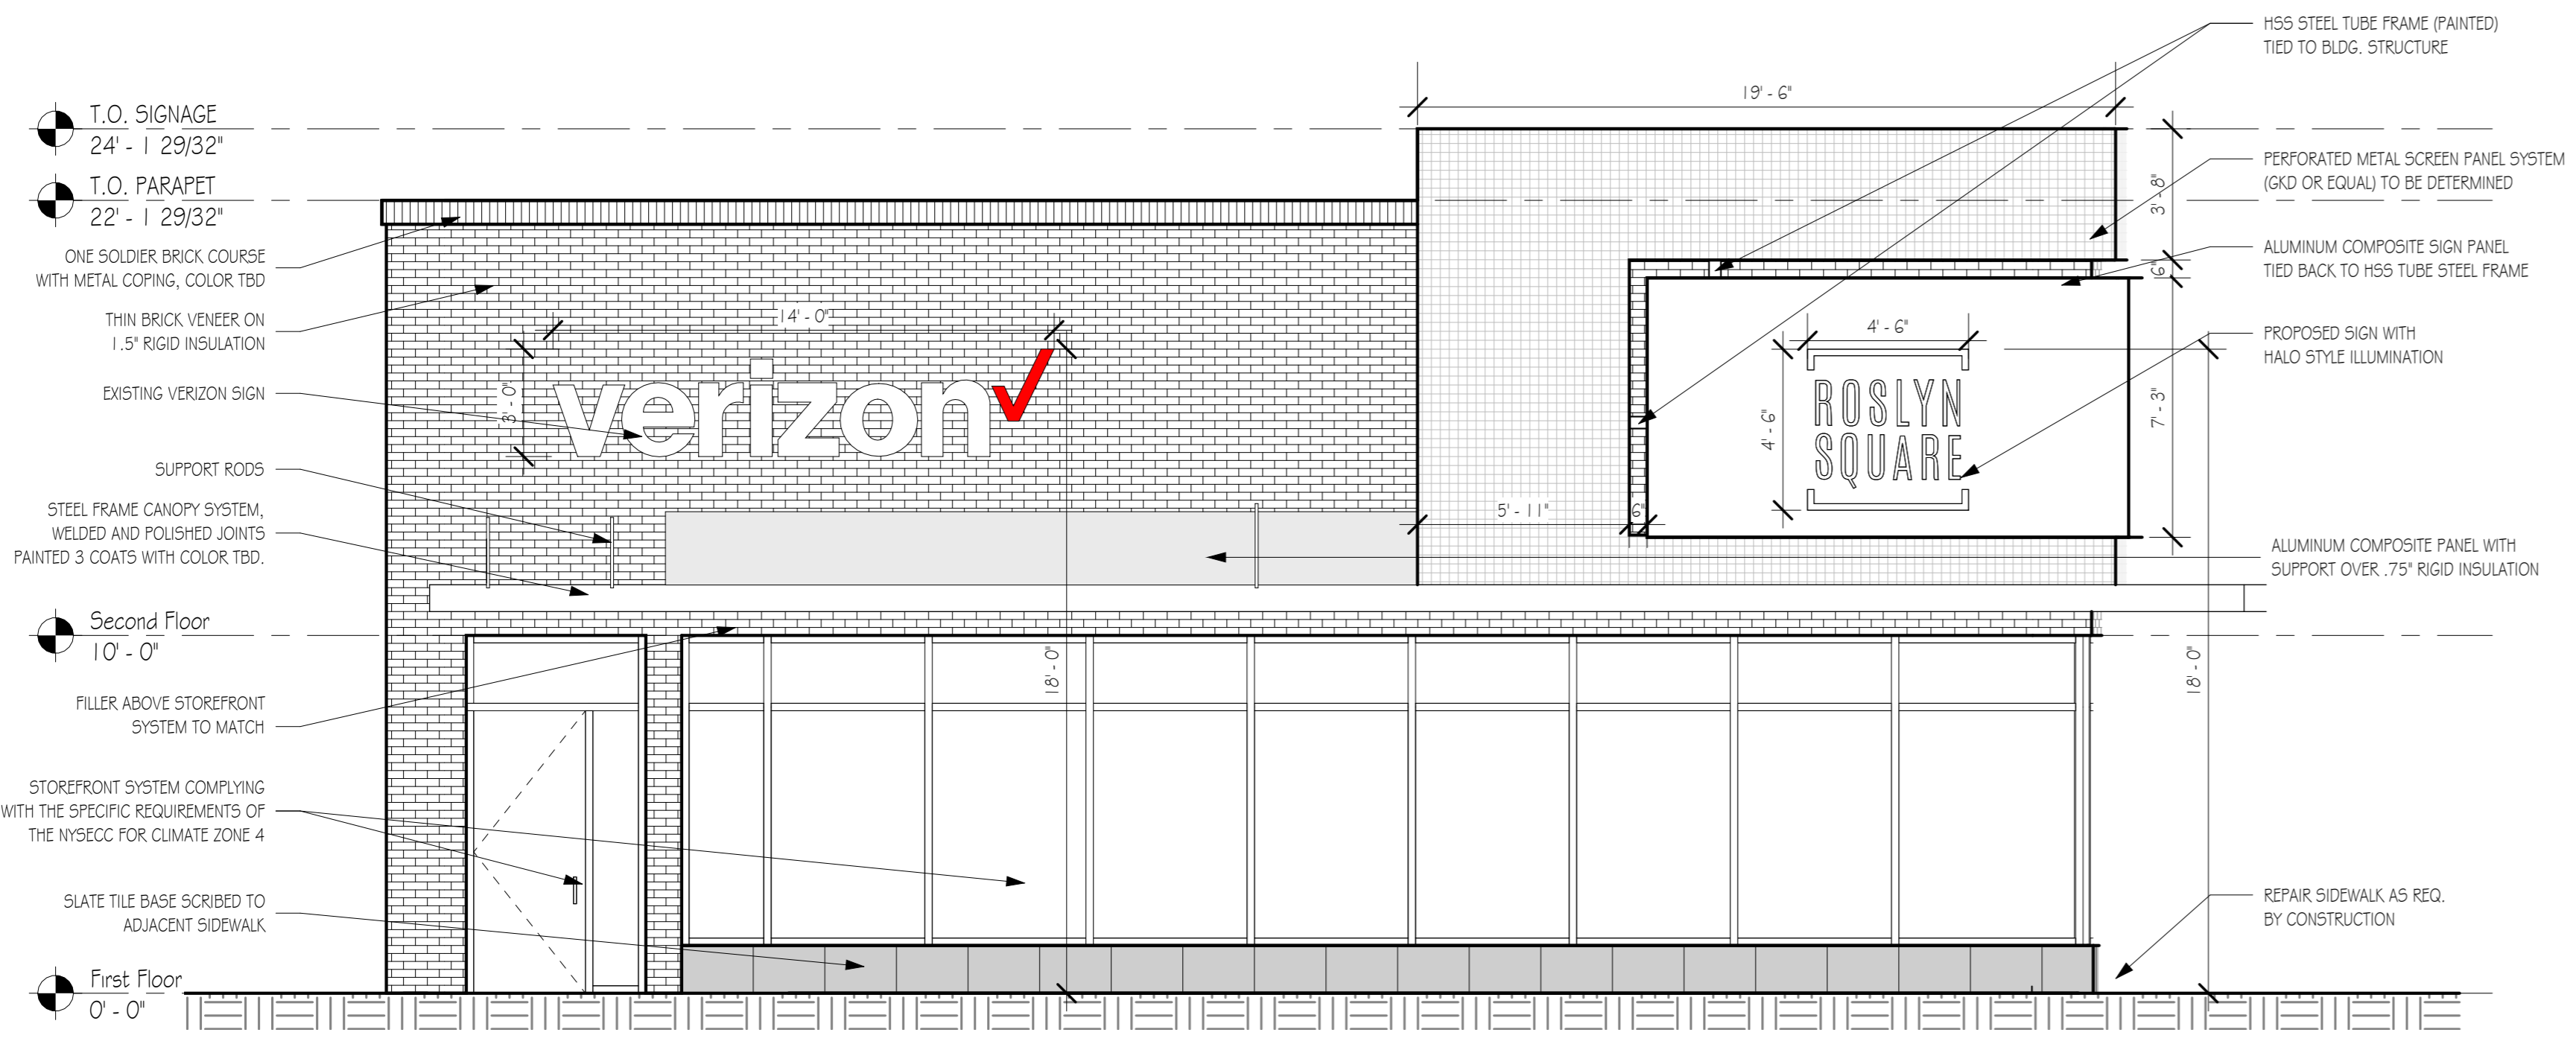 T.O. SIGNAGE
24' - 1 29/32"
T.O. PARAPET
22' - 1 29/32"
ONE SOLDIER BRICK COURSE
WITH METAL COPING, COLOR TBD
THIN BRICK VENEER ON
1.5" RIGID INSULATION
EXISTING VERIZON SIGN
SUPPORT RODS
STEEL FRAME CANOPY SYSTEM,
WELDED AND POLISHED JOINTS
PAINTED 3 COATS WITH COLOR TBD.
Second Floor
10' - 0"
FILLER ABOVE STOREFRONT
SYSTEM TO MATCH
STOREFRONT SYSTEM COMPLYING
WITH THE SPECIFIC REQUIREMENTS OF
THE NYSECC FOR CLIMATE ZONE 4
SLATE TILE BASE SCRIBED TO
ADJACENT SIDEWALK
First Floor
0' - 0"
14' - 0"
3' - 0"
verizon
18' - 0"
19' - 6"
5' - 11"
6"
4' - 6"
4' - 6"
ROSLYN
SQUARE
3' - 8"
6"
7' - 3"
18' - 0"
HSS STEEL TUBE FRAME (PAINTED)
TIED TO BLDG. STRUCTURE
PERFORATED METAL SCREEN PANEL SYSTEM
(GKD OR EQUAL) TO BE DETERMINED
ALUMINUM COMPOSITE SIGN PANEL
TIED BACK TO HSS TUBE STEEL FRAME
PROPOSED SIGN WITH
HALO STYLE ILLUMINATION
ALUMINUM COMPOSITE PANEL WITH
SUPPORT OVER .75" RIGID INSULATION
REPAIR SIDEWALK AS REQ.
BY CONSTRUCTION